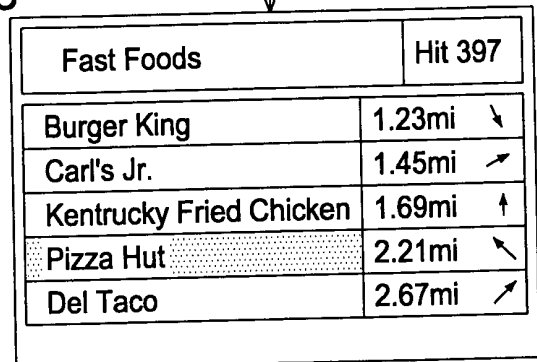 Fast Foods Hit 397
Burger King 1.23mi
Carl's Jr. 1.45mi
Kentrucky Fried Chicken 1.69mi
Pizza Hut 2.21mi
Del Taco 2.67mi